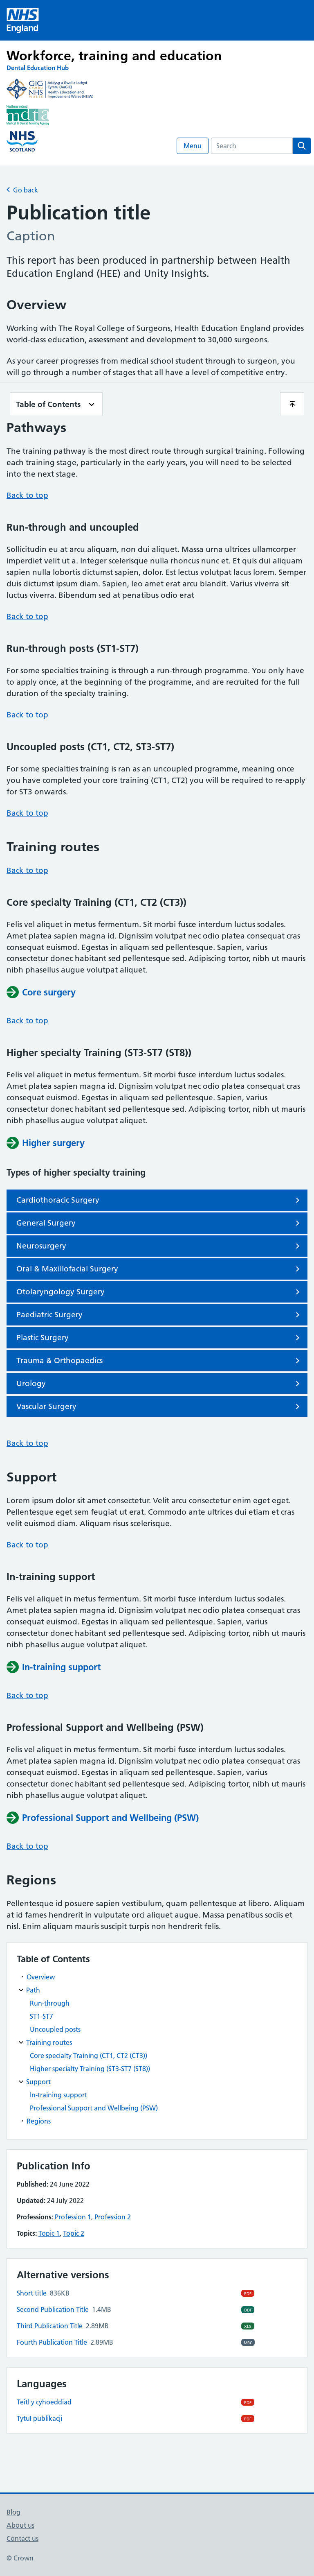 NHS
England
Workforce, training and education
Dental Education Hub
GIG
CYMRU
NHS
WALES
Addysg a Gwella Iechyd
Cymru (AaGIC)
Health Education and
Improvement Wales (HEIW)
NHS
SCOTLAND
Menu
Search
Go back
Publication title
Caption
This report has been produced in partnership between Health
Education England (HEE) and Unity Insights.
Overview
Working with The Royal College of Surgeons, Health Education England provides
world-class education, assessment and development to 30,000 surgeons.
As your career progresses from medical school student through to surgeon, you
will go through a number of stages that all have a level of competitive entry.
Table of Contents
Pathways
The training pathway is the most direct route through surgical training. Following
each training stage, particularly in the early years, you will need to be selected
into the next stage.
Back to top
Run-through and uncoupled
Sollicitudin eu at arcu aliquam, non dui aliquet. Massa urna ultrices ullamcorper
imperdiet velit ut a. Integer scelerisque nulla rhoncus nunc et. Et quis dui aliquam
sapien nulla lobortis dictumst sapien, dolor. Est lectus volutpat lacus lorem. Semper
duis dictumst ipsum diam. Sapien, leo amet erat arcu blandit. Varius viverra sit
luctus viverra. Bibendum sed at penatibus odio erat
Back to top
Run-through posts (ST1-ST7)
For some specialties training is through a run-through programme. You only have
to apply once, at the beginning of the programme, and are recruited for the full
duration of the specialty training.
Back to top
Uncoupled posts (CT1, CT2, ST3-ST7)
For some specialties training is ran as an uncoupled programme, meaning once
you have completed your core training (CT1, CT2) you will be required to re-apply
for ST3 onwards.
Back to top
Training routes
Back to top
Core specialty Training (CT1, CT2 (CT3))
Felis vel aliquet in metus fermentum. Sit morbi fusce interdum luctus sodales.
Amet platea sapien magna id. Dignissim volutpat nec odio platea consequat cras
consequat euismod. Egestas in aliquam sed pellentesque. Sapien, varius
consectetur donec habitant sed pellentesque sed. Adipiscing tortor, nibh ut mauris
nibh phasellus augue volutpat aliquet.
Core surgery
Back to top
Higher specialty Training (ST3-ST7 (ST8))
Felis vel aliquet in metus fermentum. Sit morbi fusce interdum luctus sodales.
Amet platea sapien magna id. Dignissim volutpat nec odio platea consequat cras
consequat euismod. Egestas in aliquam sed pellentesque. Sapien, varius
consectetur donec habitant sed pellentesque sed. Adipiscing tortor, nibh ut mauris
nibh phasellus augue volutpat aliquet.
Higher surgery
Types of higher specialty training
Cardiothoracic Surgery
General Surgery
Neurosurgery
Oral & Maxillofacial Surgery
Otolaryngology Surgery
Paediatric Surgery
Plastic Surgery
Trauma & Orthopaedics
Urology
Vascular Surgery
Back to top
Support
Lorem ipsum dolor sit amet consectetur. Velit arcu consectetur enim eget eget.
Pellentesque eget sem feugiat ut erat. Commodo ante ultrices dui etiam et cras
velit euismod diam. Aliquam risus scelerisque.
Back to top
In-training support
Felis vel aliquet in metus fermentum. Sit morbi fusce interdum luctus sodales.
Amet platea sapien magna id. Dignissim volutpat nec odio platea consequat cras
consequat euismod. Egestas in aliquam sed pellentesque. Sapien, varius
consectetur donec habitant sed pellentesque sed. Adipiscing tortor, nibh ut mauris
nibh phasellus augue volutpat aliquet.
In-training support
Back to top
Professional Support and Wellbeing (PSW)
Felis vel aliquet in metus fermentum. Sit morbi fusce interdum luctus sodales.
Amet platea sapien magna id. Dignissim volutpat nec odio platea consequat cras
consequat euismod. Egestas in aliquam sed pellentesque. Sapien, varius
consectetur donec habitant sed pellentesque sed. Adipiscing tortor, nibh ut mauris
nibh phasellus augue volutpat aliquet.
Professional Support and Wellbeing (PSW)
Back to top
Regions
Pellentesque id posuere sapien vestibulum, quam pellentesque at libero. Aliquam
id at fames hendrerit in vulputate orci aliquet augue. Massa penatibus sociis et
nisl. Enim aliquam mauris suscipit turpis non hendrerit felis.
Table of Contents
• Overview
Path
Run-through
ST1-ST7
Uncoupled posts
Training routes
Core specialty Training (CT1, CT2 (CT3))
Higher specialty Training (ST3-ST7 (ST8))
Support
In-training support
Professional Support and Wellbeing (PSW)
• Regions
Publication Info
Published: 24 June 2022
Updated: 24 July 2022
Professions: Profession 1, Profession 2
Topics: Topic 1, Topic 2
Alternative versions
Short title 836KB PDF
Second Publication Title 1.4MB ODF
Third Publication Title 2.89MB XLS
Fourth Publication Title 2.89MB MRC
Languages
Teitl y cyhoeddiad PDF
Tytuł publikacji PDF
Blog
About us
Contact us
© Crown